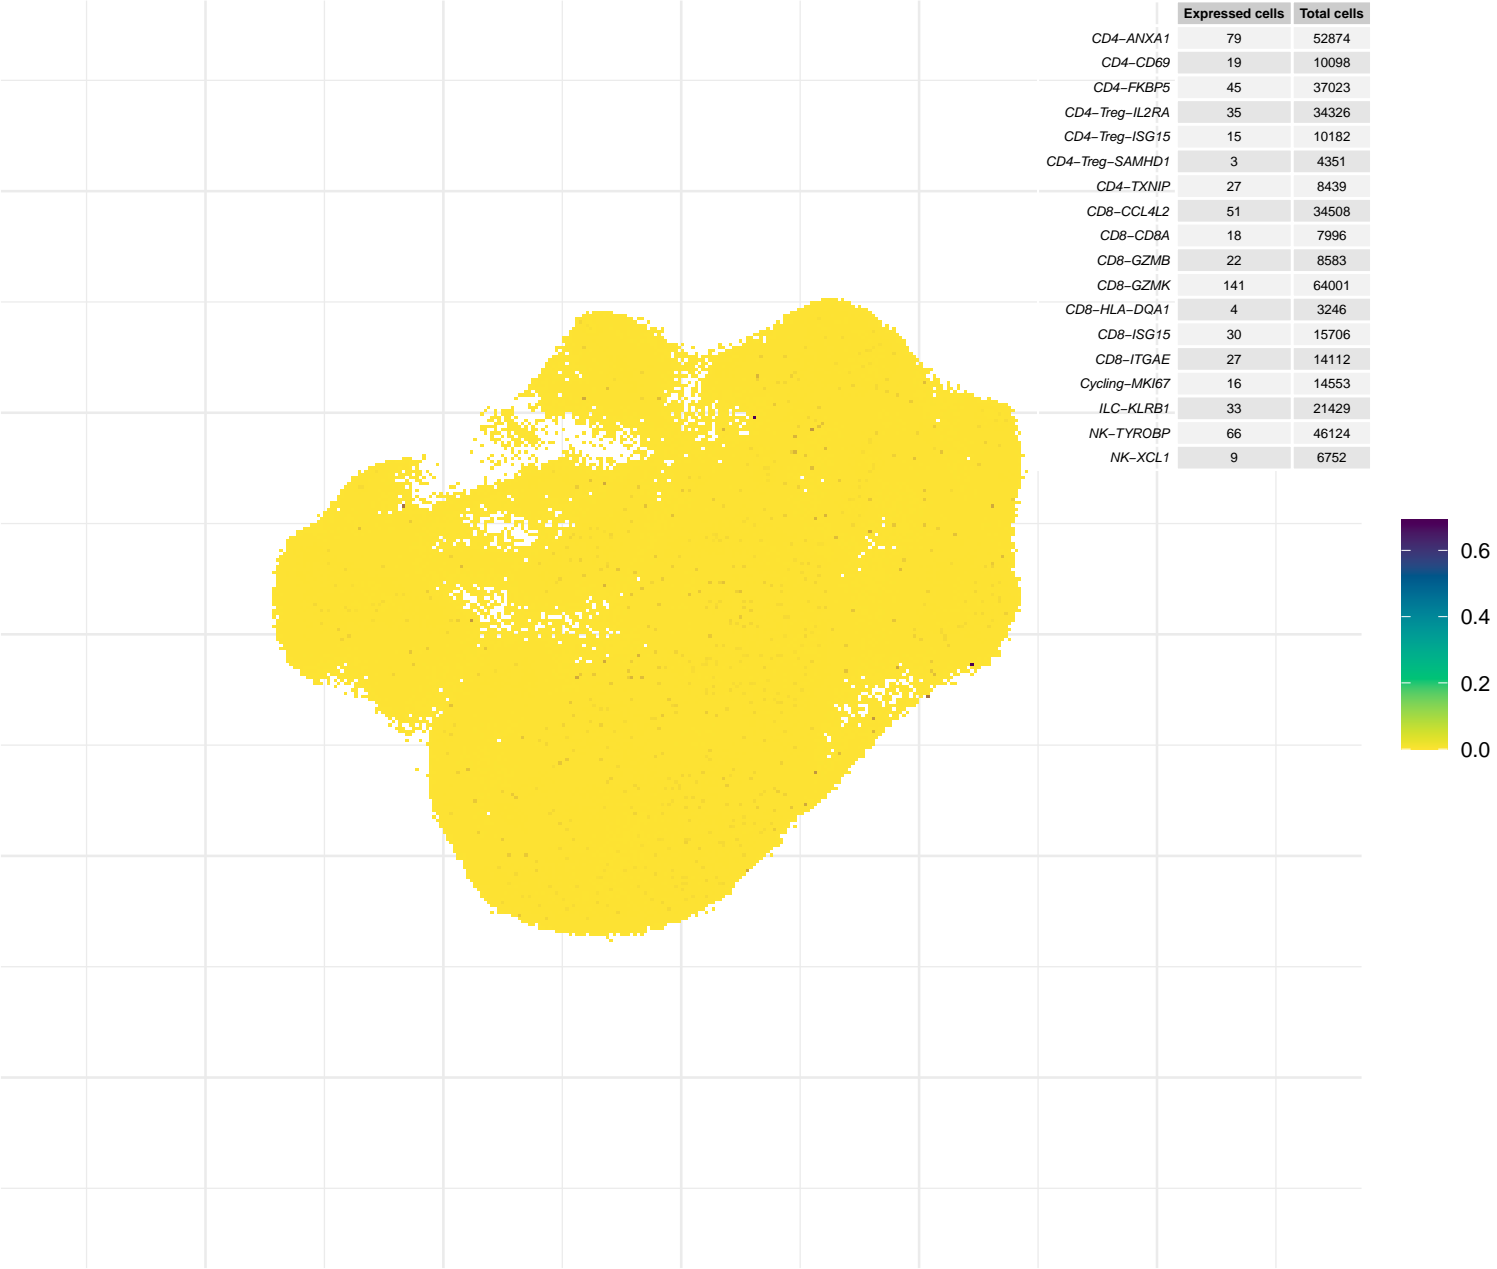 Expressed cells Total cells
CD4−ANXA1 79 52874
CD4−CD69 19 10098
CD4−FKBP5 45 37023
CD4−Treg−IL2RA 35 34326
CD4−Treg−ISG15 15 10182
CD4−Treg−SAMHD1 3 4351
CD4−TXNIP 27 8439
CD8−CCL4L2 51 34508
CD8−CD8A 18 7996
CD8−GZMB 22 8583
CD8−GZMK 141 64001
CD8−HLA−DQA1 4 3246
CD8−ISG15 30 15706
CD8−ITGAE 27 14112
Cycling−MKI67 16 14553
ILC−KLRB1 33 21429
NK−TYROBP 66 46124
NK−XCL1 9 6752
0.6
0.4
0.2
0.0